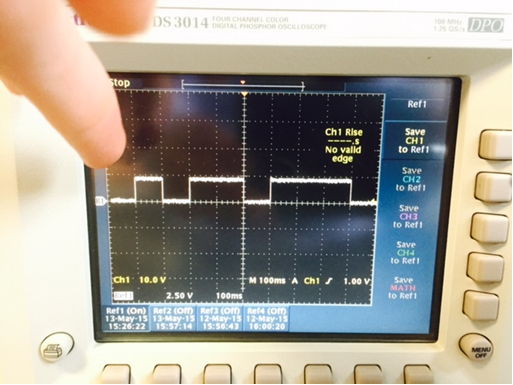 DS 3014 FOUR CHANNEL COLOR
DIGITAL PHOSPHOR OSCILLOSCOPE
100 MHz
1.25 GS/s DPO
Stop
Ch1 Rise
----.s
No valid
edge
Ch1 10.0 V
M 100ms A Ch1 1.00 V
2.50 V 100ms
Ref1 (On) Ref2 (Off) Ref3 (Off) Ref4 (Off)
13-May-15 13-May-15 12-May-15 12-May-15
15:26:22 15:57:14 15:56:43 16:00:20
Ref1
Save
CH1
to Ref1
Save
CH2
to Ref1
Save
CH3
to Ref1
Save
CH4
to Ref1
Save
MATH
to Ref1
MENU
OFF